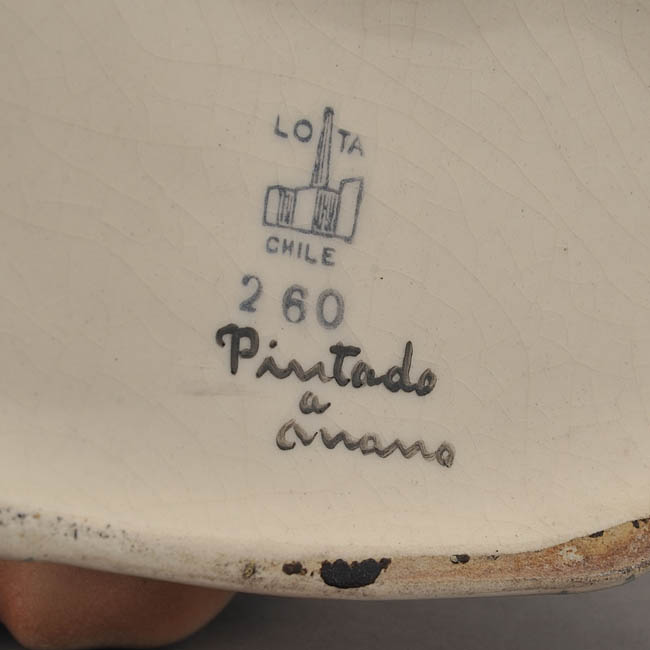 LOTA
CHILE
260
Pintado
a
mano